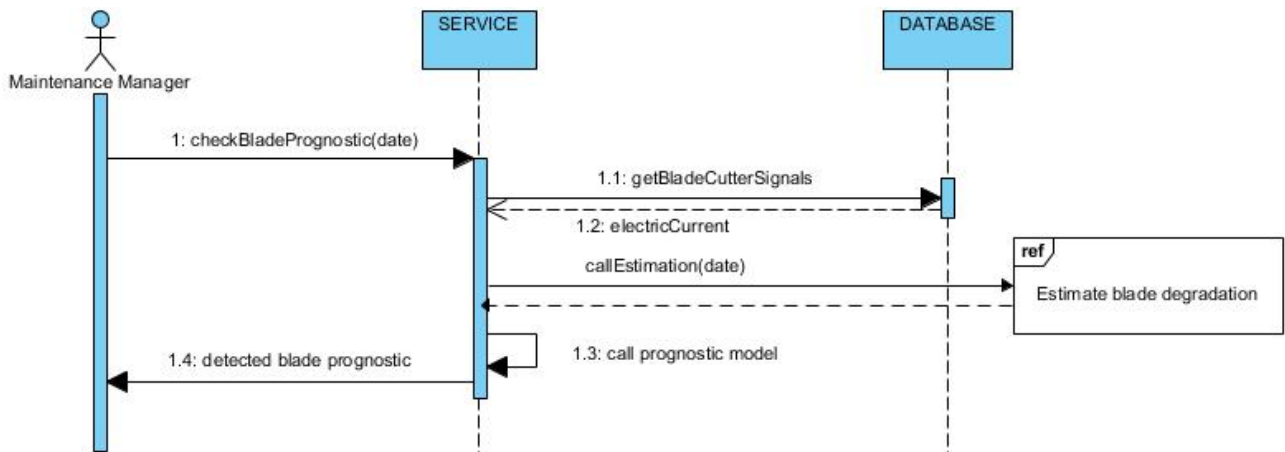 SERVICE
DATABASE
Maintenance Manager
1: checkBladePrognostic(date)
1.1: getBladeCutterSignals
1.2: electricCurrent
ref
callEstimation(date)
Estimate blade degradation
1.3: call prognostic model
1.4: detected blade prognostic